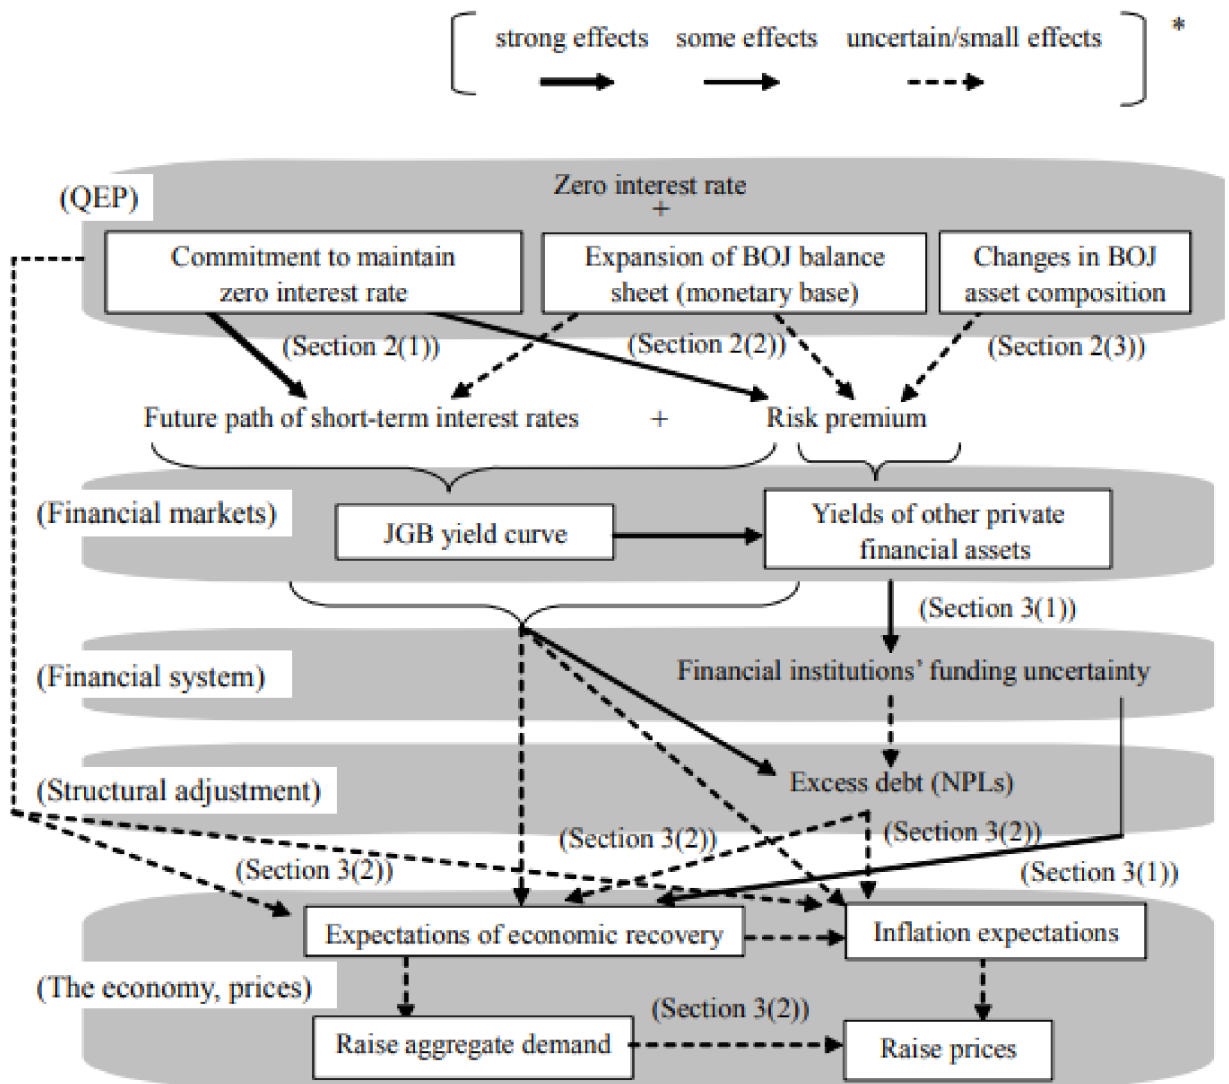 strong effects some effects uncertain/small effects *
Zero interest rate
(QEP)
+
Commitment to maintain
zero interest rate
Expansion of BOJ balance
sheet (monetary base)
Changes in BOJ
asset composition
(Section 2(1))
(Section 2(2))
(Section 2(3))
Future path of short-term interest rates + Risk premium
(Financial markets)
JGB yield curve
Yields of other private
financial assets
(Section 3(1))
(Financial system)
Financial institutions' funding uncertainty
(Structural adjustment)
Excess debt (NPLs)
(Section 3(2))
(Section 3(2))
(Section 3(2))
(Section 3(1))
Expectations of economic recovery
Inflation expectations
(The economy, prices)
(Section 3(2))
Raise aggregate demand
Raise prices